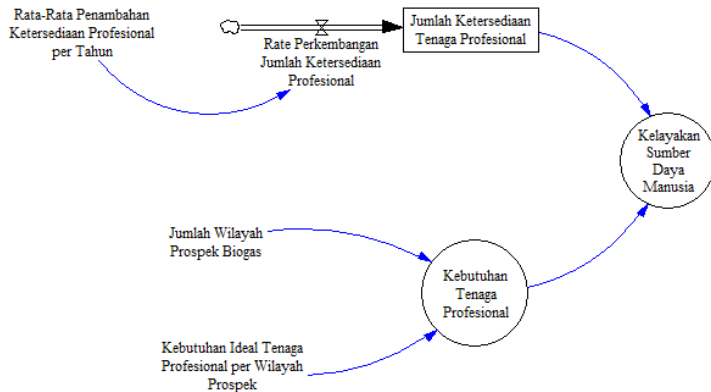 Rata-Rata Penambahan
Ketersediaan Profesional
per Tahun
Rate Perkembangan
Jumlah Ketersediaan
Profesional
Jumlah Ketersediaan
Tenaga Profesional
Kelayakan
Sumber
Daya
Manusia
Jumlah Wilayah
Prospek Biogas
Kebutuhan
Tenaga
Profesional
Kebutuhan Ideal Tenaga
Profesional per Wilayah
Prospek